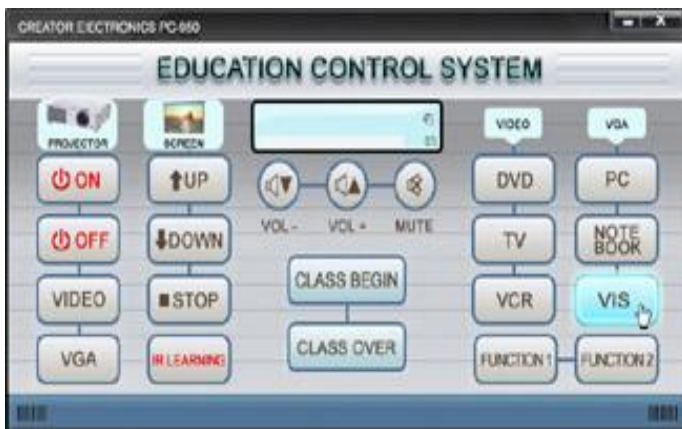 CREATOR ELECTRONICS PC-950
EDUCATION CONTROL SYSTEM
PROJECTOR
SCREEN
VIDEO
VGA
ON
UP
DVD
PC
OFF
DOWN
VOL-
VOL+
MUTE
TV
NOTE
BOOK
VIDEO
STOP
CLASS BEGIN
VCR
VIS
VGA
IR LEARNING
CLASS OVER
FUNCTION 1
FUNCTION 2